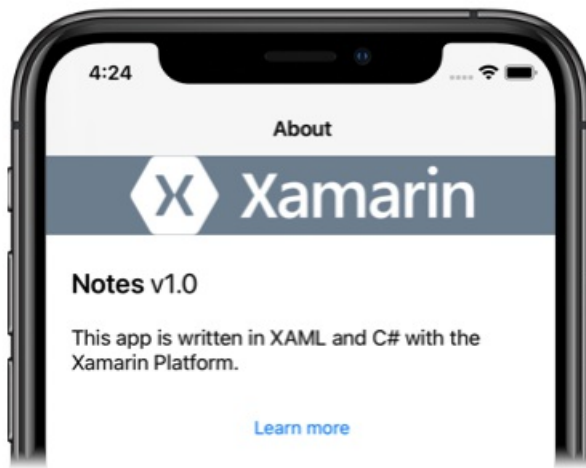 4:24
About
X Xamarin
Notes v1.0
This app is written in XAML and C# with the
Xamarin Platform.
Learn more